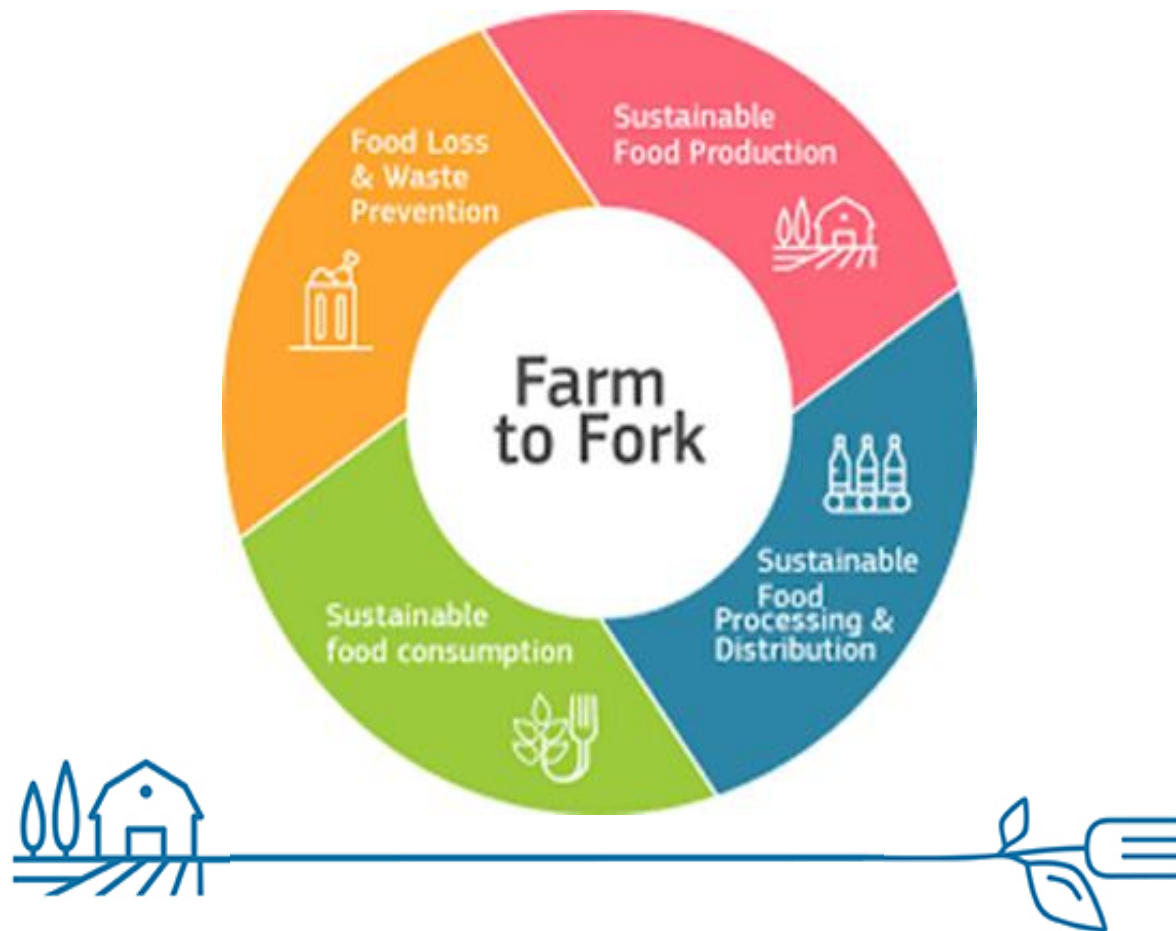 Sustainable
Food Production
Food Loss
& Waste
Prevention
Farm
to Fork
Sustainable
Food
Processing &
Distribution
Sustainable
food consumption